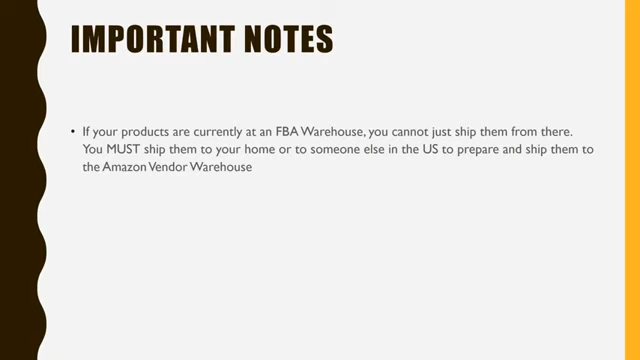 IMPORTANT NOTES
• If your products are currently at an FBA Warehouse, you cannot just ship them from there.
You MUST ship them to your home or to someone else in the US to prepare and ship them to
the Amazon Vendor Warehouse